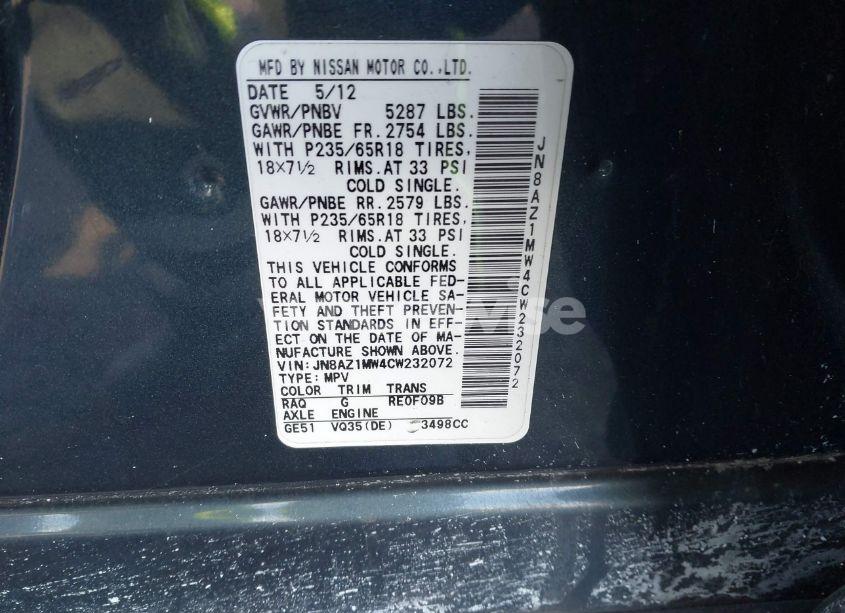 MFD BY NISSAN MOTOR CO.,LTD.
DATE 5/12
GVWR/PNBV 5287 LBS.
GAWR/PNBE FR. 2754 LBS.
WITH P235/65R18 TIRES,
18×7½ RIMS.AT 33 PSI
COLD SINGLE.
GAWR/PNBE RR. 2579 LBS.
WITH P235/65R18 TIRES,
18×7½ RIMS.AT 33 PSI
COLD SINGLE.
THIS VEHICLE CONFORMS
TO ALL APPLICABLE FED-
ERAL MOTOR VEHICLE SA-
FETY AND THEFT PREVEN-
TION STANDARDS IN EFF-
ECT ON THE DATE OF MA-
NUFACTURE SHOWN ABOVE.
VIN:JN8AZ1MW4CW232072
TYPE: MPV
COLOR TRIM TRANS
RAQ G RE0F09B
AXLE ENGINE
GE51 VQ35(DE) 3498CC
JN8AZ1MW4CW232072